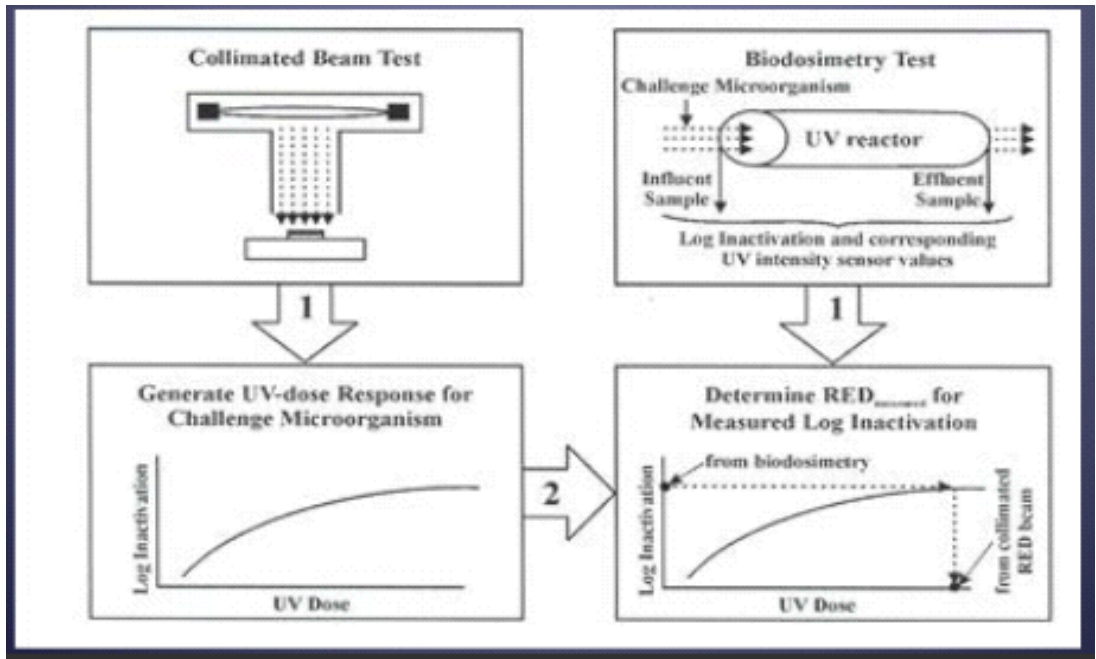 Collimated Beam Test
1
Biodosimetry Test
Challenge Microorganism
UV reactor
Influent
Sample
Effluent
Sample
Log Inactivation and corresponding
UV intensity sensor values
1
Generate UV-dose Response for
Challenge Microorganism
Log Inactivation
UV Dose
2
Determine RED measured for
Measured Log Inactivation
from biodosimetry
Log Inactivation
UV Dose
from collimated
RED beam